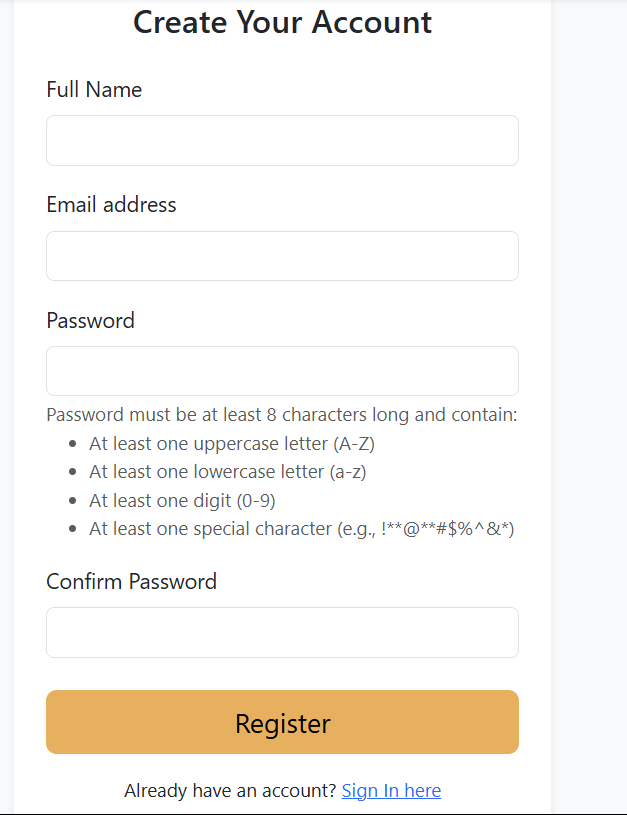 Create Your Account
Full Name
Email address
Password
Password must be at least 8 characters long and contain:
At least one uppercase letter (A-Z)
At least one lowercase letter (a-z)
At least one digit (0-9)
At least one special character (e.g., !**@**#$%^&*)
Confirm Password
Register
Already have an account? Sign In here